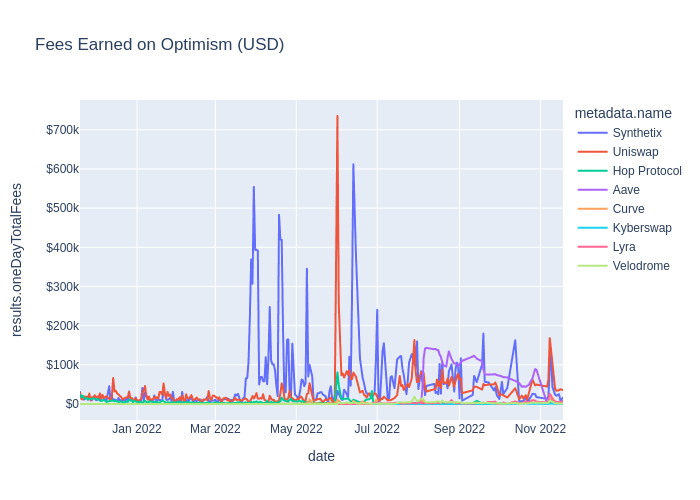 Fees Earned on Optimism (USD)
metadata.name
Synthetix
Uniswap
Hop Protocol
Aave
Curve
Kyberswap
Lyra
Velodrome
results.oneDayTotalFees
$700k
$600k
$500k
$400k
$300k
$200k
$100k
$0
Jan 2022
Mar 2022
May 2022
Jul 2022
Sep 2022
Nov 2022
date